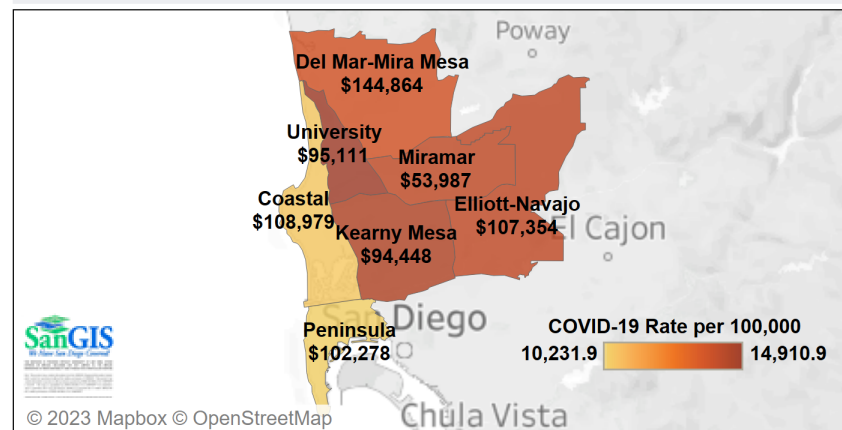 Poway
Del Mar-Mira Mesa
$144,864
University
$95,111
Miramar
$53,987
Coastal
$108,979
Elliott-Navajo
$107,354
Kearny Mesa
$94,448
El Cajon
San Diego
Peninsula
$102,278
COVID-19 Rate per 100,000
10,231.9
14,910.9
SanGIS
We Have San Diego Covered!
© 2023 Mapbox © OpenStreetMap
Chula Vista